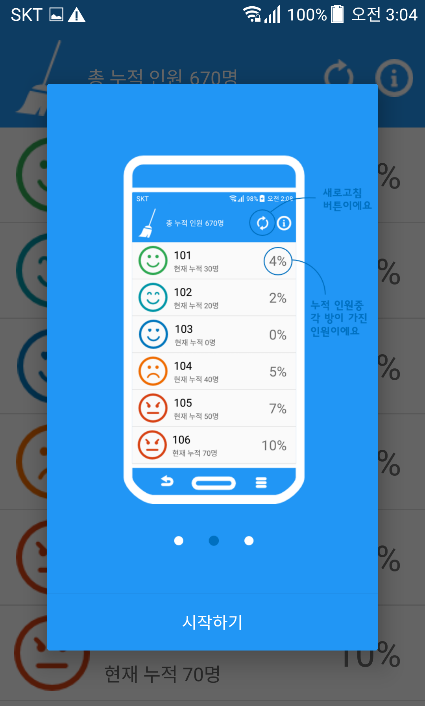 SKT 100% 오전 3:04
총 누적 인원 670명
SKT 98% 오전 2:09
총 누적 인원 670명
새로고침
버튼이에요
101 4%
현재 누적 30명
누적 인원중
각 방이 가진
인원이에요
102 2%
현재 누적 20명
103 0%
현재 누적 0명
104 5%
현재 누적 40명
105 7%
현재 누적 50명
106 10%
현재 누적 70명
시작하기
10%
현재 누적 70명